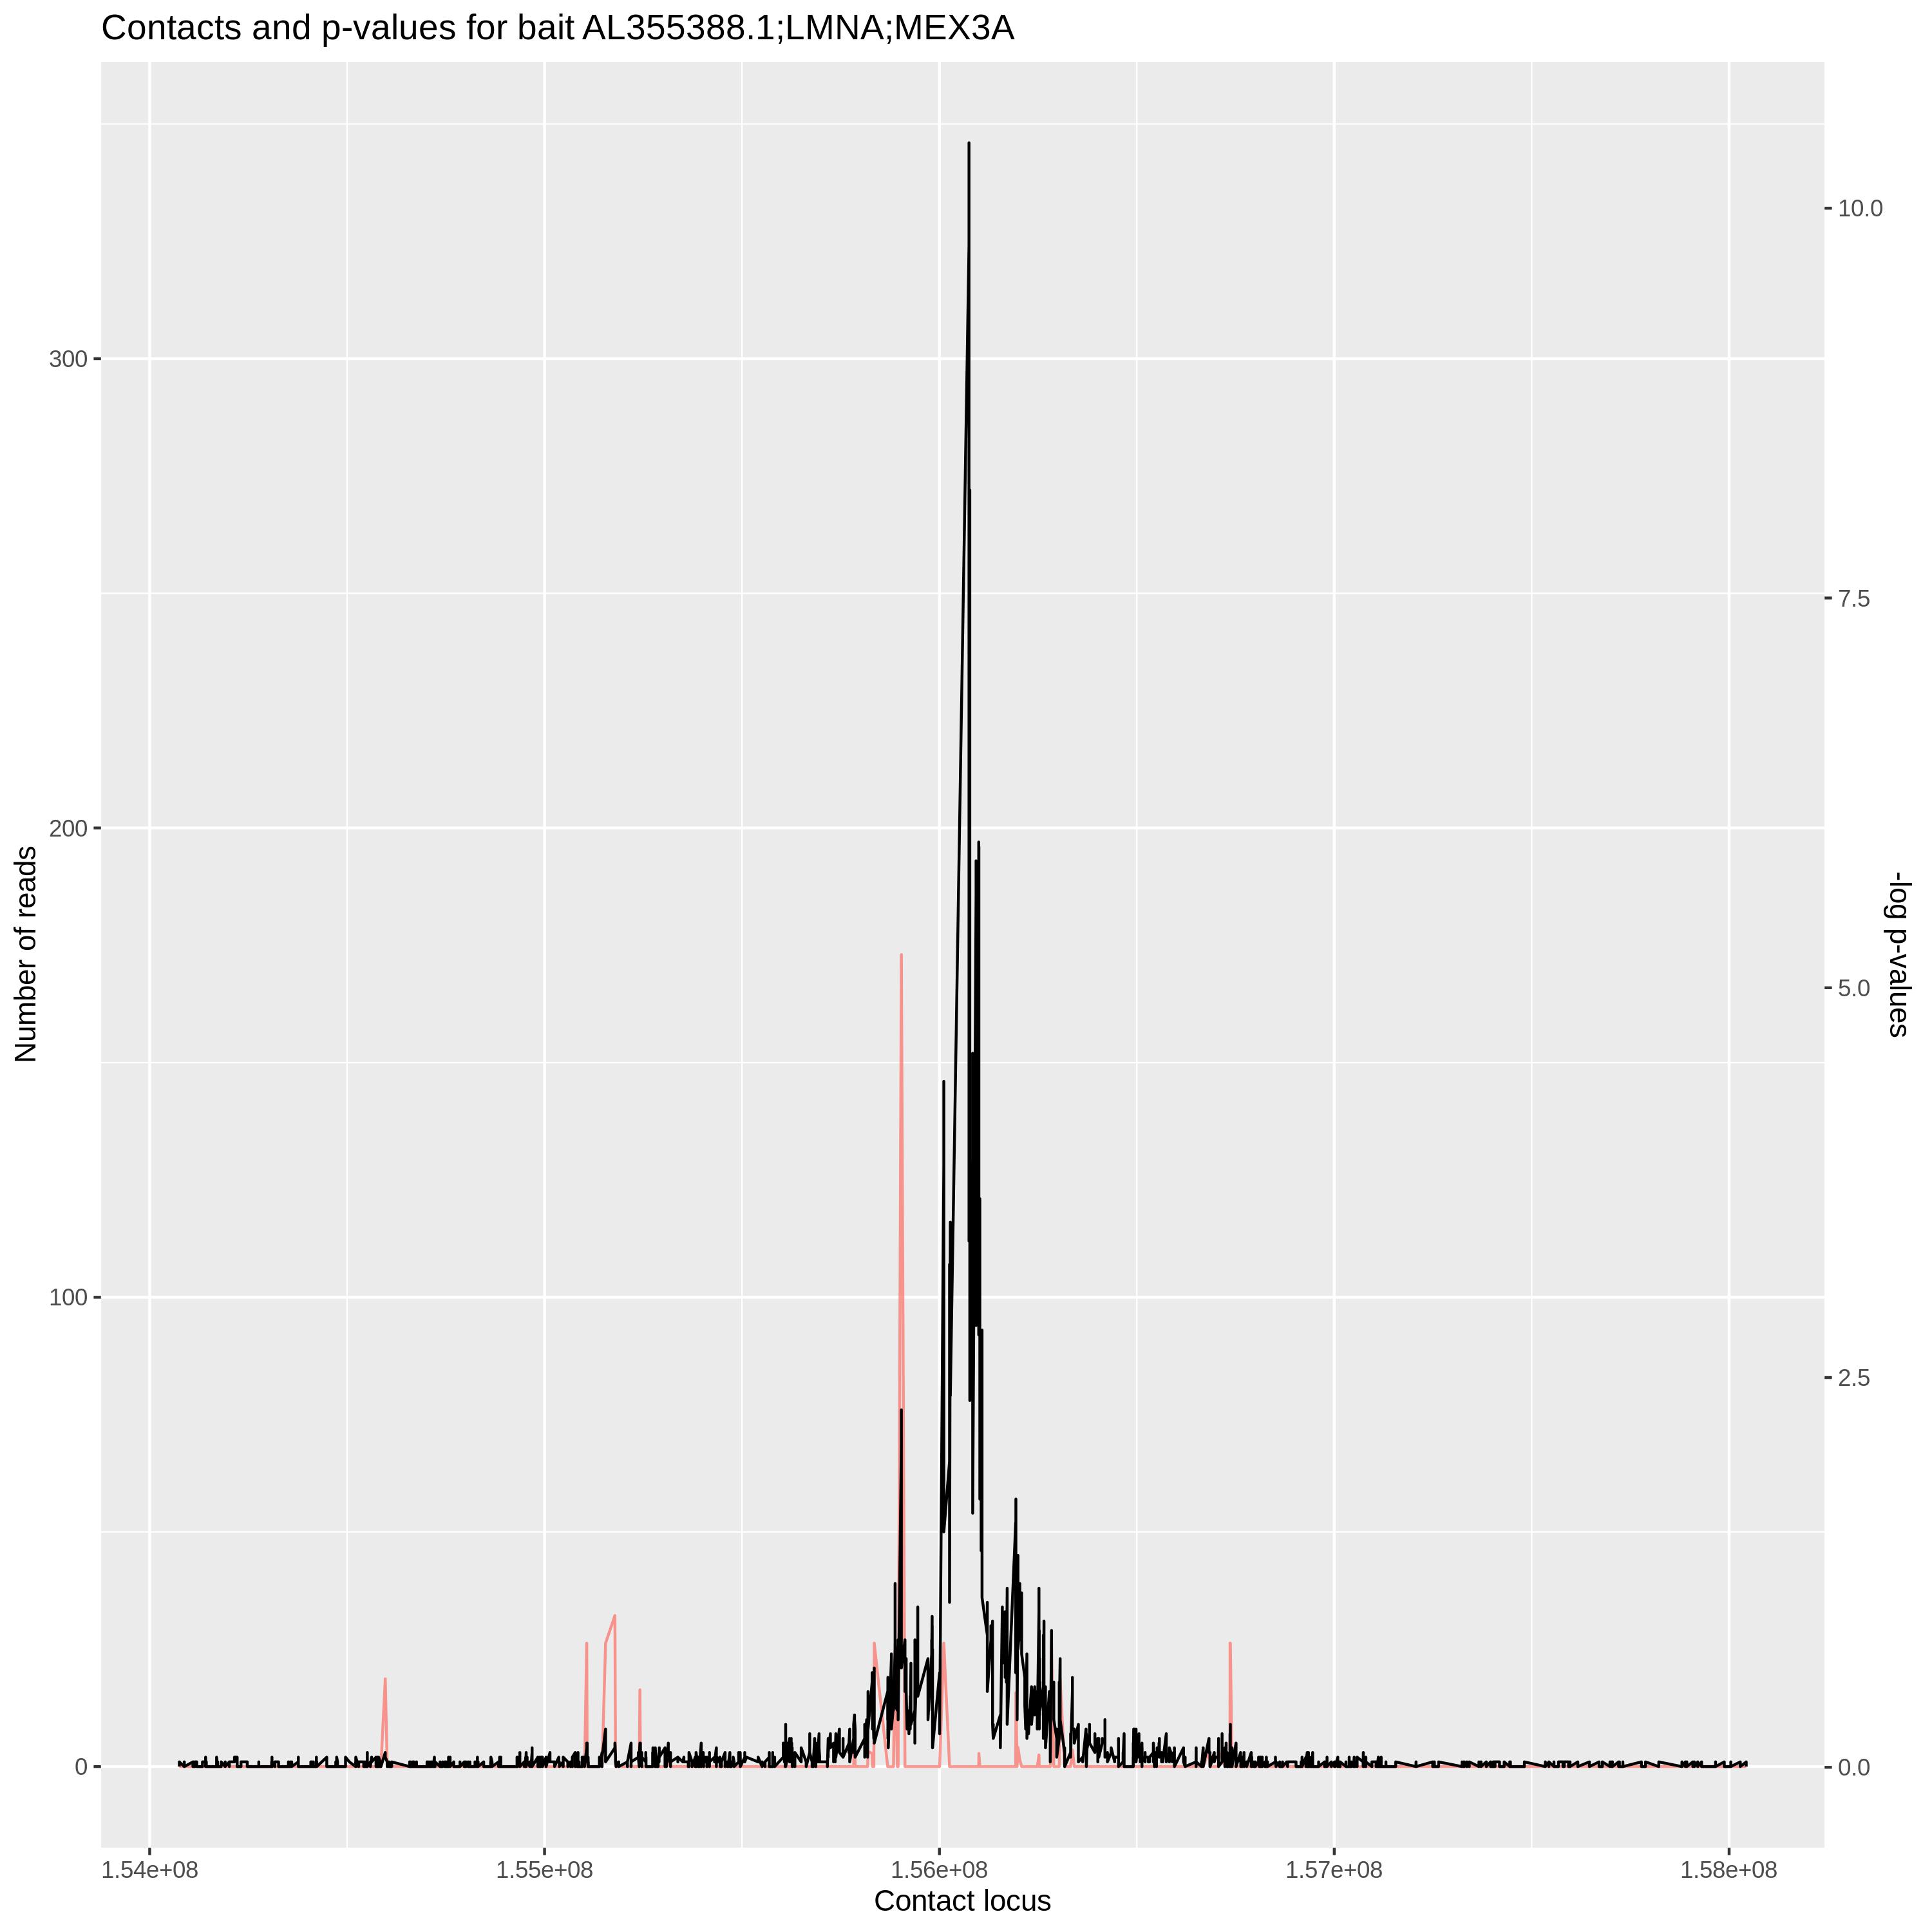 Contacts and p-values for bait AL355388.1;LMNA;MEX3A
10.0
300
7.5
200
Number of reads
-log p-values
5.0
100
2.5
0
0.0
1.54e+08
1.55e+08
1.56e+08
1.57e+08
1.58e+08
Contact locus